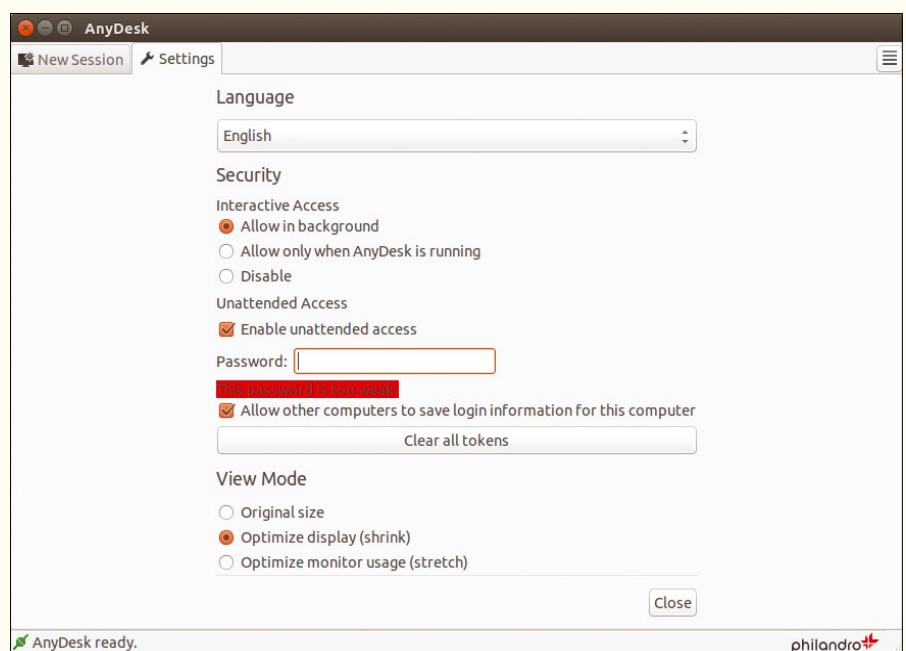 AnyDesk
New Session
Settings
Language
English
Security
Interactive Access
Allow in background
Allow only when AnyDesk is running
Disable
Unattended Access
Enable unattended access
Password:
This password is too weak.
Allow other computers to save login information for this computer
Clear all tokens
View Mode
Original size
Optimize display (shrink)
Optimize monitor usage (stretch)
Close
AnyDesk ready.
philandro